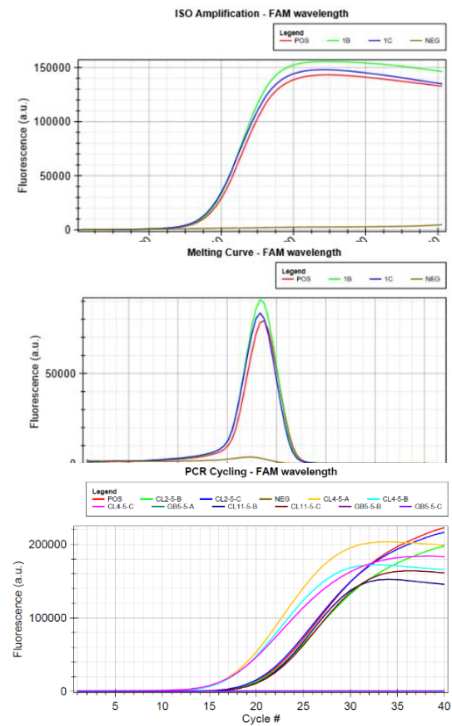 ISO Amplification - FAM wavelength
Legend
POS 1B 1C NEG
150000
100000
50000
0
Fluorescence (a.u.)
Melting Curve - FAM wavelength
Legend
POS 1B 1C NEG
50000
Fluorescence (a.u.)
PCR Cycling - FAM wavelength
Legend
POS CL2-5-B CL2-5-C NEG CL4-5-A CL4-5-B
CL4-5-C GB5-5-A CL11-5-B CL11-5-C GB5-5-B GB5-5-C
200000
100000
0
Fluorescence (a.u.)
5 10 15 20 25 30 35 40
Cycle #